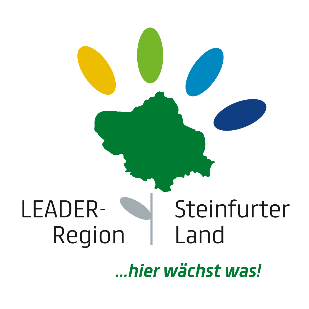 LEADER-
Region
Steinfurter
Land
...hier wächst was!